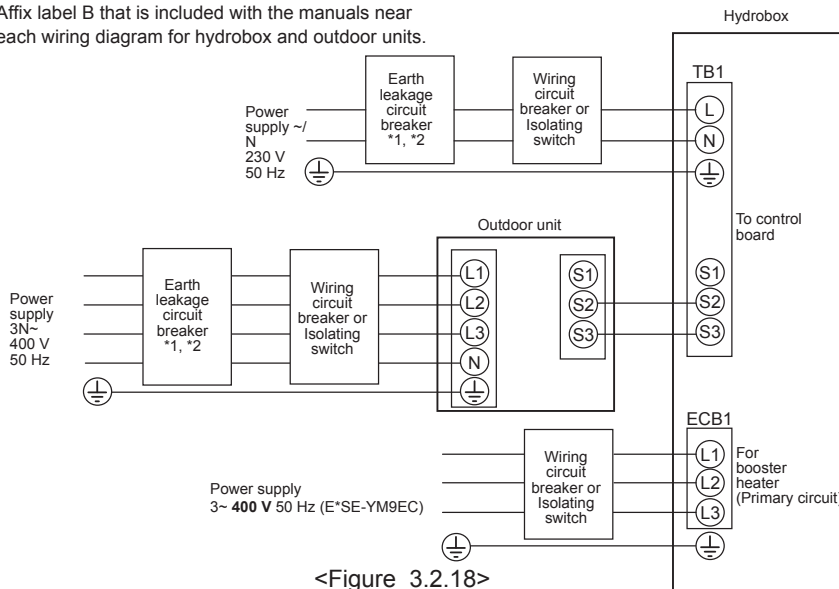 Affix label B that is included with the manuals near
each wiring diagram for hydrobox and outdoor units.
Hydrobox
TB1
Power
supply ~/
N
230 V
50 Hz
Earth
leakage
circuit
breaker
*1, *2
Wiring
circuit
breaker or
Isolating
switch
L
N
To control
board
S1
S2
S3
Outdoor unit
Power
supply
3N~
400 V
50 Hz
Earth
leakage
circuit
breaker
*1, *2
Wiring
circuit
breaker or
Isolating
switch
L1
L2
L3
N
S1
S2
S3
ECB1
Power supply
3~ 400 V 50 Hz (E*SE-YM9EC)
Wiring
circuit
breaker or
Isolating
switch
L1
L2
L3
For
booster
heater
(Primary circuit)
<Figure 3.2.18>